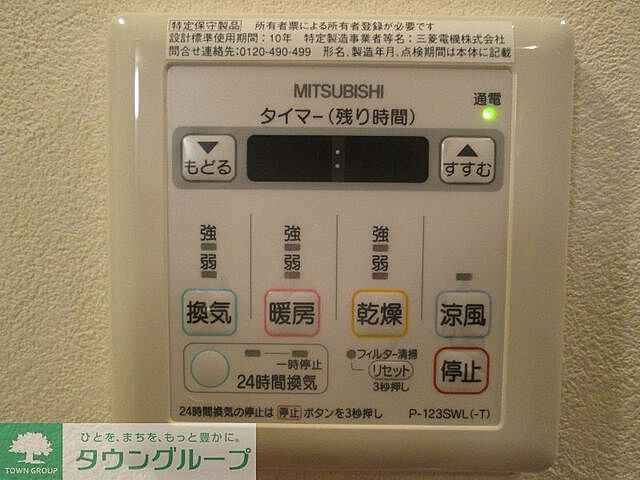 特定保守製品 所有者票による所有者登録が必要です
設計標準使用期間：10年 特定製造事業者等名：三菱電機株式会社
問合せ連絡先：0120-490-499 形名、製造年月、点検期間は本体に記載
MITSUBISHI
通電
タイマー（残り時間）
▼ ▲
もどる : すすむ
強 強 強
弱 弱 弱
換気 暖房 乾燥 涼風
一時停止
24時間換気
フィルター清掃
リセット
3秒押し
停止
24時間換気の停止は 停止 ボタンを3秒押し P-123SWL(-T)
ひとを、まちを、もっと豊かに。
TOWN GROUP タウングループ